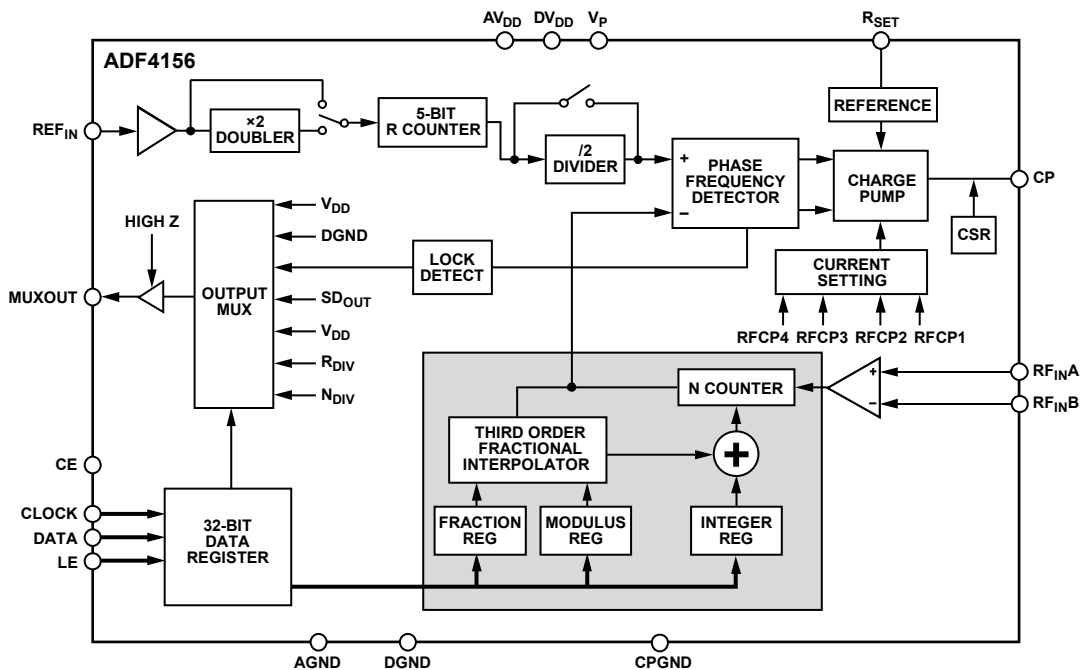 AVDD
DVDD
VP
RSET
ADF4156
REFIN
×2
DOUBLER
5-BIT
R COUNTER
/2
DIVIDER
+
−
PHASE
FREQUENCY
DETECTOR
REFERENCE
CHARGE
PUMP
CP
CSR
HIGH Z
MUXOUT
OUTPUT
MUX
VDD
DGND
LOCK
DETECT
SDOUT
VDD
RDIV
NDIV
CURRENT
SETTING
RFCP4
RFCP3
RFCP2
RFCP1
N COUNTER
+
−
RFINA
RFINB
THIRD ORDER
FRACTIONAL
INTERPOLATOR
+
CE
CLOCK
DATA
LE
32-BIT
DATA
REGISTER
FRACTION
REG
MODULUS
REG
INTEGER
REG
AGND
DGND
CPGND